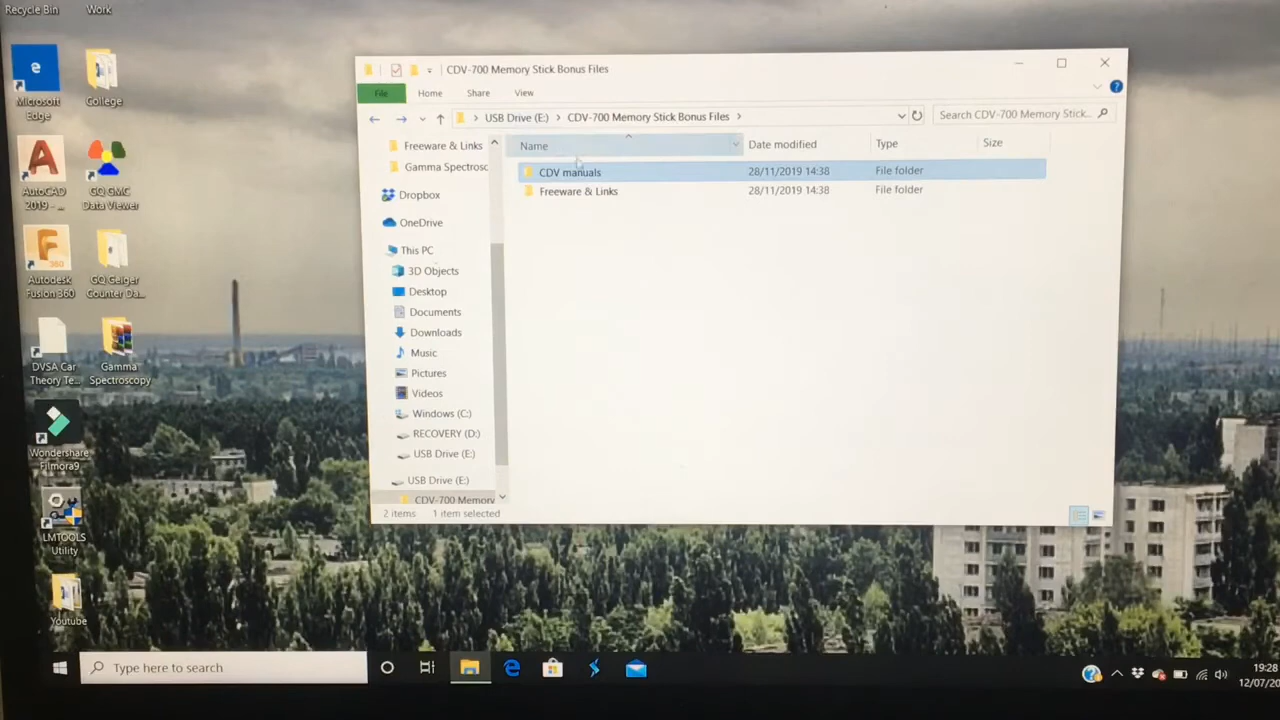 Recycle Bin
Work
Microsoft
Edge
College
AutoCAD
2019 - ...
GQ GMC
Data Viewer
Autodesk
Fusion 360
GQ Geiger
Counter Da...
DVSA Car
Theory Te...
Gamma
Spectroscopy
Wondershare
Filmora9
LMTOOLS
Utility
Youtube
CDV-700 Memory Stick Bonus Files
File
Home
Share
View
USB Drive (E:) > CDV-700 Memory Stick Bonus Files >
Search CDV-700 Memory Stick...
Freeware & Links
Gamma Spectrosc
Dropbox
OneDrive
This PC
3D Objects
Desktop
Documents
Downloads
Music
Pictures
Videos
Windows (C:)
RECOVERY (D:)
USB Drive (E:)
USB Drive (E:)
CDV-700 Memory
Name
Date modified
Type
Size
CDV manuals
28/11/2019 14:38
File folder
Freeware & Links
28/11/2019 14:38
File folder
2 items
1 item selected
Type here to search
19:28
12/07/20